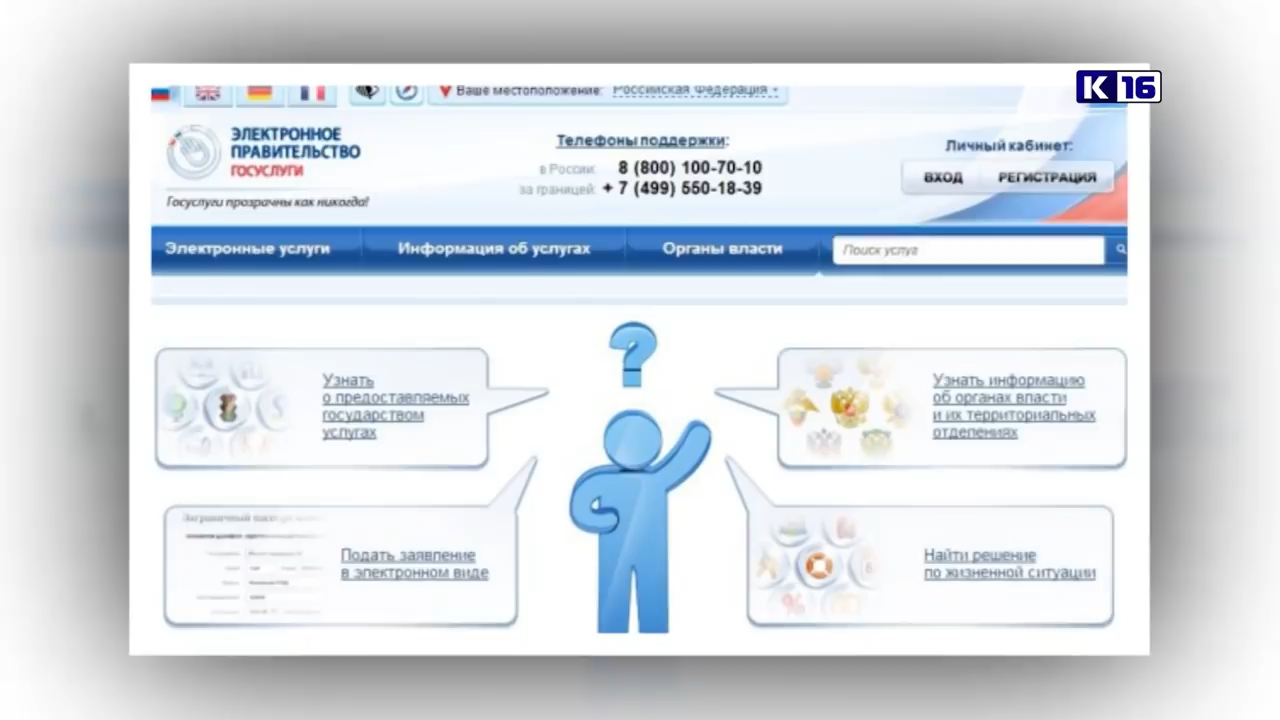 К 16
Ваше местоположение: Российская Федерация
ЭЛЕКТРОННОЕ
ПРАВИТЕЛЬСТВО
ГОСУСЛУГИ
Госуслуги прозрачны как никогда!
Телефоны поддержки:
в России: 8 (800) 100-70-10
за границей: + 7 (499) 550-18-39
Личный кабинет:
ВХОД РЕГИСТРАЦИЯ
Электронные услуги Информация об услугах Органы власти Поиск услуг
?
Узнать
о предоставляемых
государством
услугах
Узнать информацию
об органах власти
и их территориальных
отделениях
Подать заявление
в электронном виде
Найти решение
по жизненной ситуации